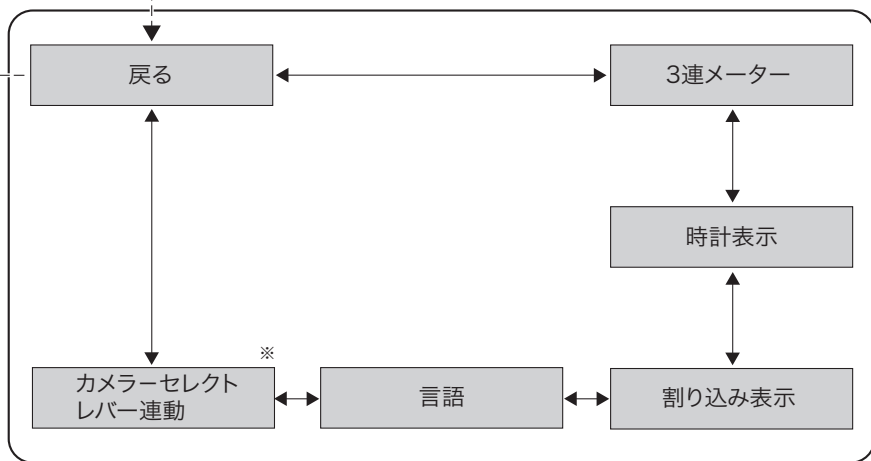 戻る
3連メーター
時計表示
※
カメラーセレクト
レバー連動
言語
割り込み表示